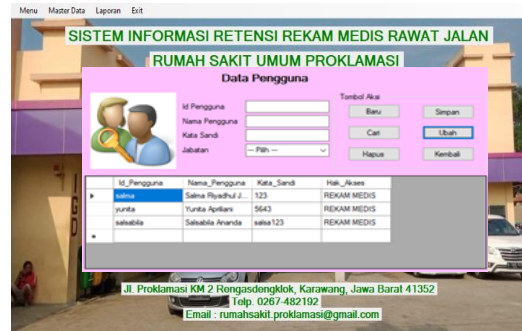 Menu Master Data Laporan Exit
SISTEM INFORMASI RETENSI REKAM MEDIS RAWAT JALAN
RUMAH SAKIT UMUM PROKLAMASI
Data Pengguna
Tombol Aksi
Id Pengguna
Nama Pengguna
Kata Sandi
Jabatan -- Pilih --
Baru Simpan
Cari Ubah
Hapus Kembali
Id_Pengguna Nama_Pengguna Kata_Sandi Hak_Akses
salma Salma Riyadhul J... 123 REKAM MEDIS
yunita Yunita Apriliani 5643 REKAM MEDIS
salsabila Salsabila Ananda salsa123 REKAM MEDIS
Jl. Proklamasi KM 2 Rengasdengklok, Karawang, Jawa Barat 41352
Telp. 0267-482192
Email : rumahsakit.proklamasi@gmail.com